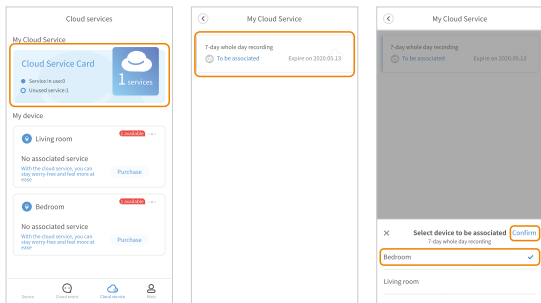 Cloud services
My Cloud Service
Cloud Service Card
Service in use:0
Unused service:1
1 services
My device
Living room
1 available
No associated service
With the cloud service, you can
stay worry-free and feel more at
ease
Purchase
Bedroom
1 available
No associated service
With the cloud service, you can
stay worry-free and feel more at
ease
Purchase
Device
Cloud store
Cloud service
More
My Cloud Service
7-day whole day recording
To be associated
Expire on 2020.05.13
My Cloud Service
7-day whole day recording
To be associated
Expire on 2020.05.13
Select device to be associated
Confirm
7-day whole day recording
Bedroom
Living room